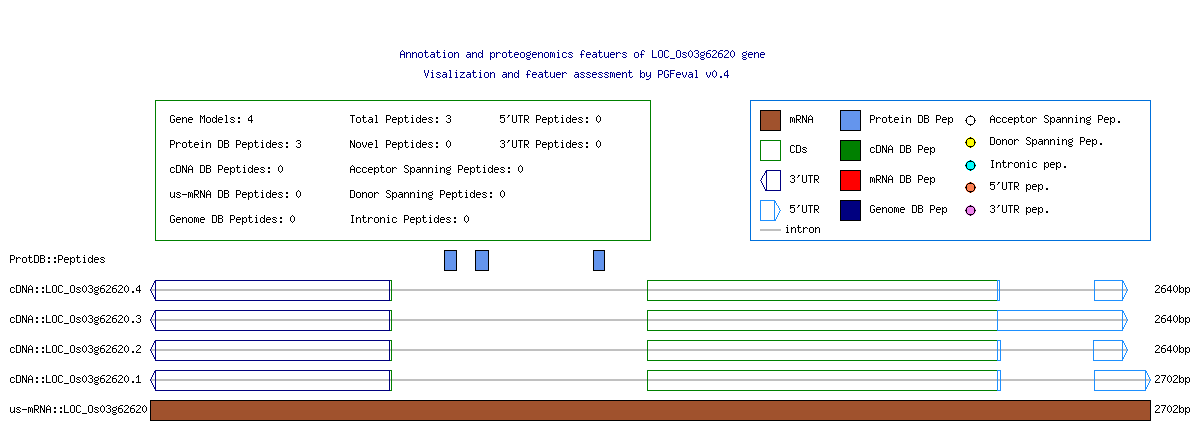 Annotation and proteogenomics featuers of LOC_Os03g62620 gene
Visalization and featuer assessment by PGFeval v0.4
Gene Models: 4 Total Peptides: 3 5'UTR Peptides: 0
Protein DB Peptides: 3 Novel Peptides: 0 3'UTR Peptides: 0
cDNA DB Peptides: 0 Acceptor Spanning Peptides: 0
us-mRNA DB Peptides: 0 Donor Spanning Peptides: 0
Genome DB Peptides: 0 Intronic Peptides: 0
mRNA Protein DB Pep Acceptor Spanning Pep.
CDs cDNA DB Pep Donor Spanning Pep.
3'UTR mRNA DB Pep Intronic pep.
5'UTR Genome DB Pep 5'UTR pep.
intron 3'UTR pep.
ProtDB::Peptides
cDNA::LOC_Os03g62620.4 2640bp
cDNA::LOC_Os03g62620.3 2640bp
cDNA::LOC_Os03g62620.2 2640bp
cDNA::LOC_Os03g62620.1 2702bp
us-mRNA::LOC_Os03g62620 2702bp